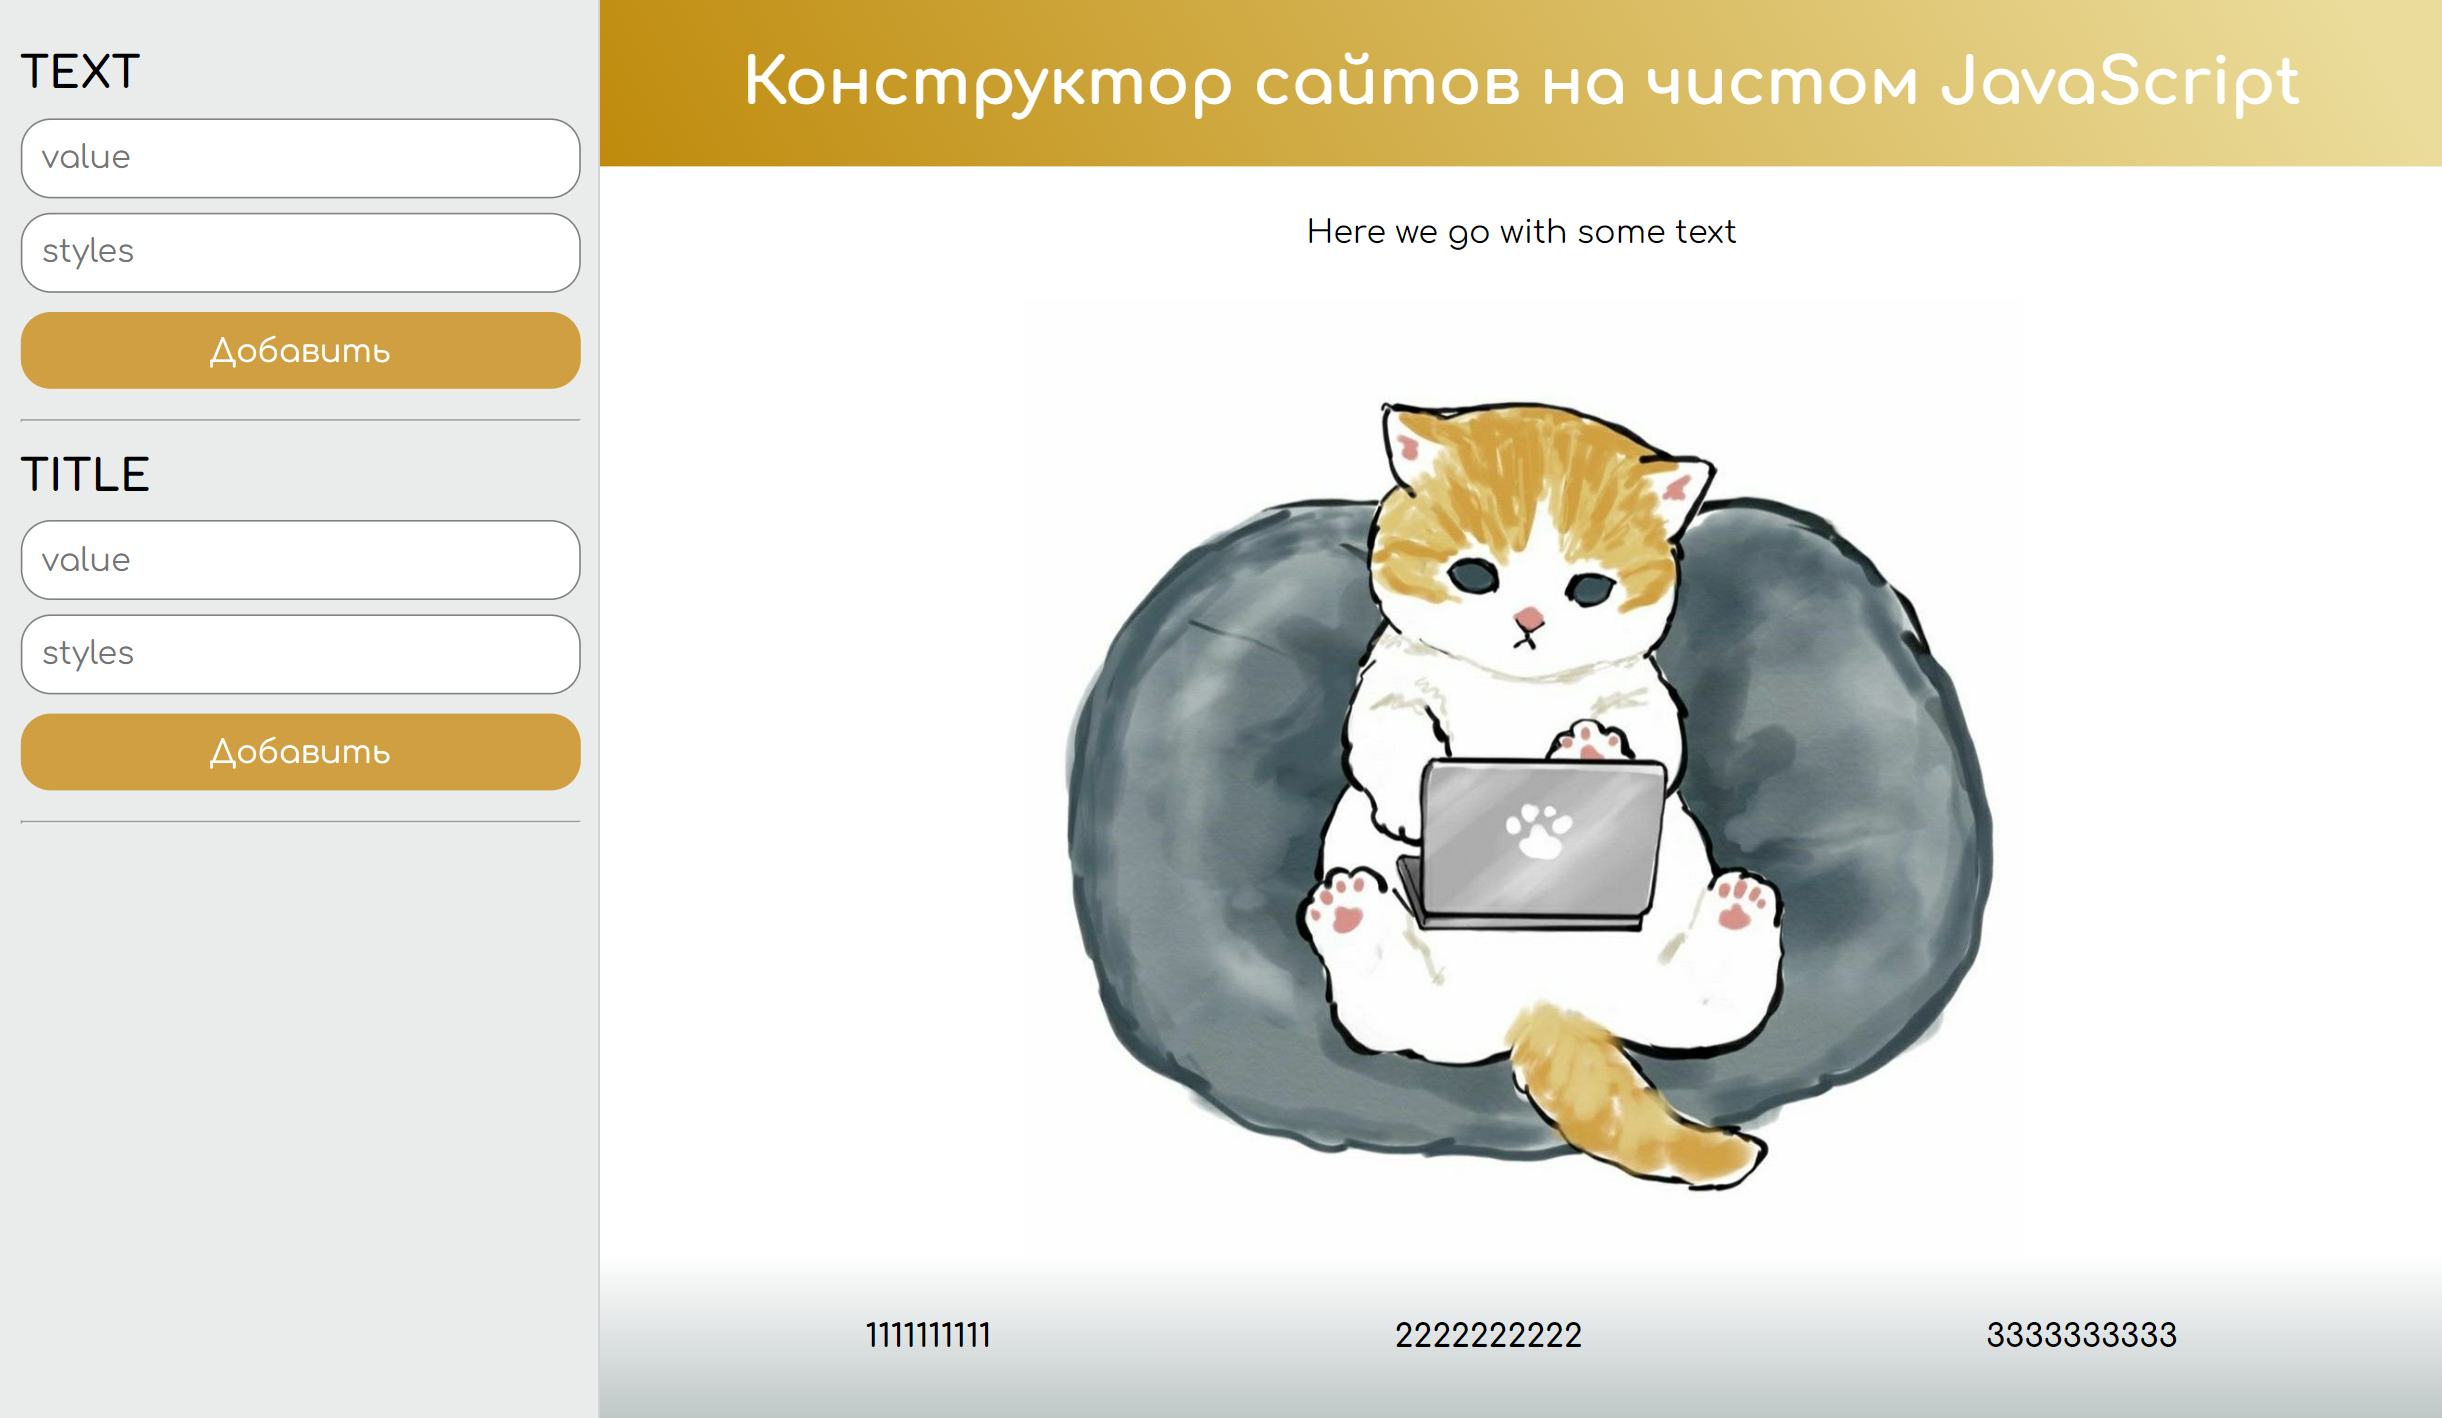 TEXT
value
styles
Добавить
TITLE
value
styles
Добавить
Конструктор сайтов на чистом JavaScript
Here we go with some text
1111111111 2222222222 3333333333